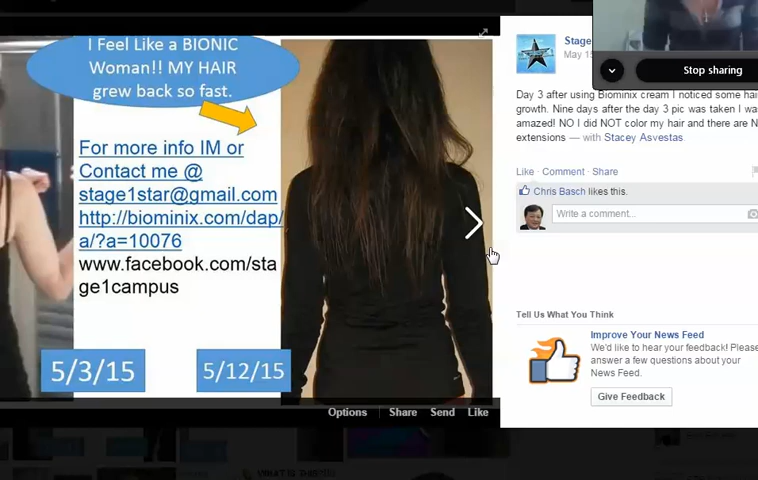 I Feel Like a BIONIC
Woman!! MY HAIR
grew back so fast.
For more info IM or
Contact me @
stage1star@gmail.com
http://biominix.com/dap/
a/?a=10076
www.facebook.com/sta
ge1campus
5/3/15
5/12/15
Options
Share
Send
Like
Stage
May 15
Stop sharing
Day 3 after using Biominix cream I noticed some hai
growth. Nine days after the day 3 pic was taken I wa
amazed! NO I did NOT color my hair and there are N
extensions — with Stacey Asvestas.
Like · Comment · Share
Chris Basch likes this.
Write a comment...
Tell Us What You Think
Improve Your News Feed
We'd like to hear your feedback! Please
answer a few questions about your
News Feed.
Give Feedback